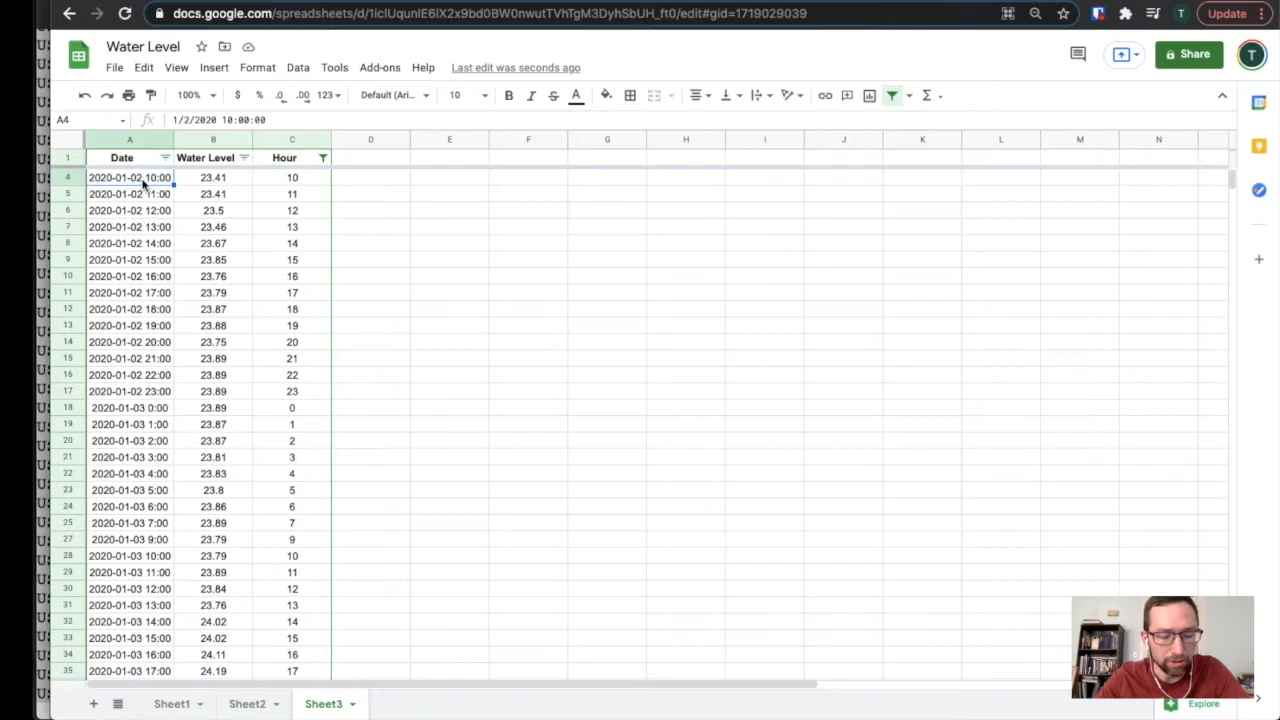 docs.google.com/spreadsheets/d/1iclUqunIE6lX2x9bd0BW0nwutTVhTgM3DyhSbUH_ft0/edit#gid=1719029039
T
Update
Water Level
File Edit View Insert Format Data Tools Add-ons Help Last edit was second ago
Share
T
100% $ % .0 .00 123 Default (Ari... 10 B I S A Σ
A4 fx 1/2/2020 10:00:00
A B C D E F G H I J K L M N
1 Date Water Level Hour
4 2020-01-02 10:00 23.41 10
5 2020-01-02 11:00 23.41 11
6 2020-01-02 12:00 23.5 12
7 2020-01-02 13:00 23.46 13
8 2020-01-02 14:00 23.67 14
9 2020-01-02 15:00 23.85 15
10 2020-01-02 16:00 23.76 16
11 2020-01-02 17:00 23.79 17
12 2020-01-02 18:00 23.87 18
13 2020-01-02 19:00 23.88 19
14 2020-01-02 20:00 23.75 20
15 2020-01-02 21:00 23.89 21
16 2020-01-02 22:00 23.89 22
17 2020-01-02 23:00 23.89 23
18 2020-01-03 0:00 23.89 0
19 2020-01-03 1:00 23.87 1
20 2020-01-03 2:00 23.87 2
21 2020-01-03 3:00 23.81 3
22 2020-01-03 4:00 23.83 4
23 2020-01-03 5:00 23.8 5
24 2020-01-03 6:00 23.86 6
25 2020-01-03 7:00 23.89 7
27 2020-01-03 9:00 23.79 9
28 2020-01-03 10:00 23.79 10
29 2020-01-03 11:00 23.89 11
30 2020-01-03 12:00 23.84 12
31 2020-01-03 13:00 23.76 13
32 2020-01-03 14:00 24.02 14
33 2020-01-03 15:00 24.02 15
34 2020-01-03 16:00 24.11 16
35 2020-01-03 17:00 24.19 17
Sheet1 Sheet2 Sheet3 Explore